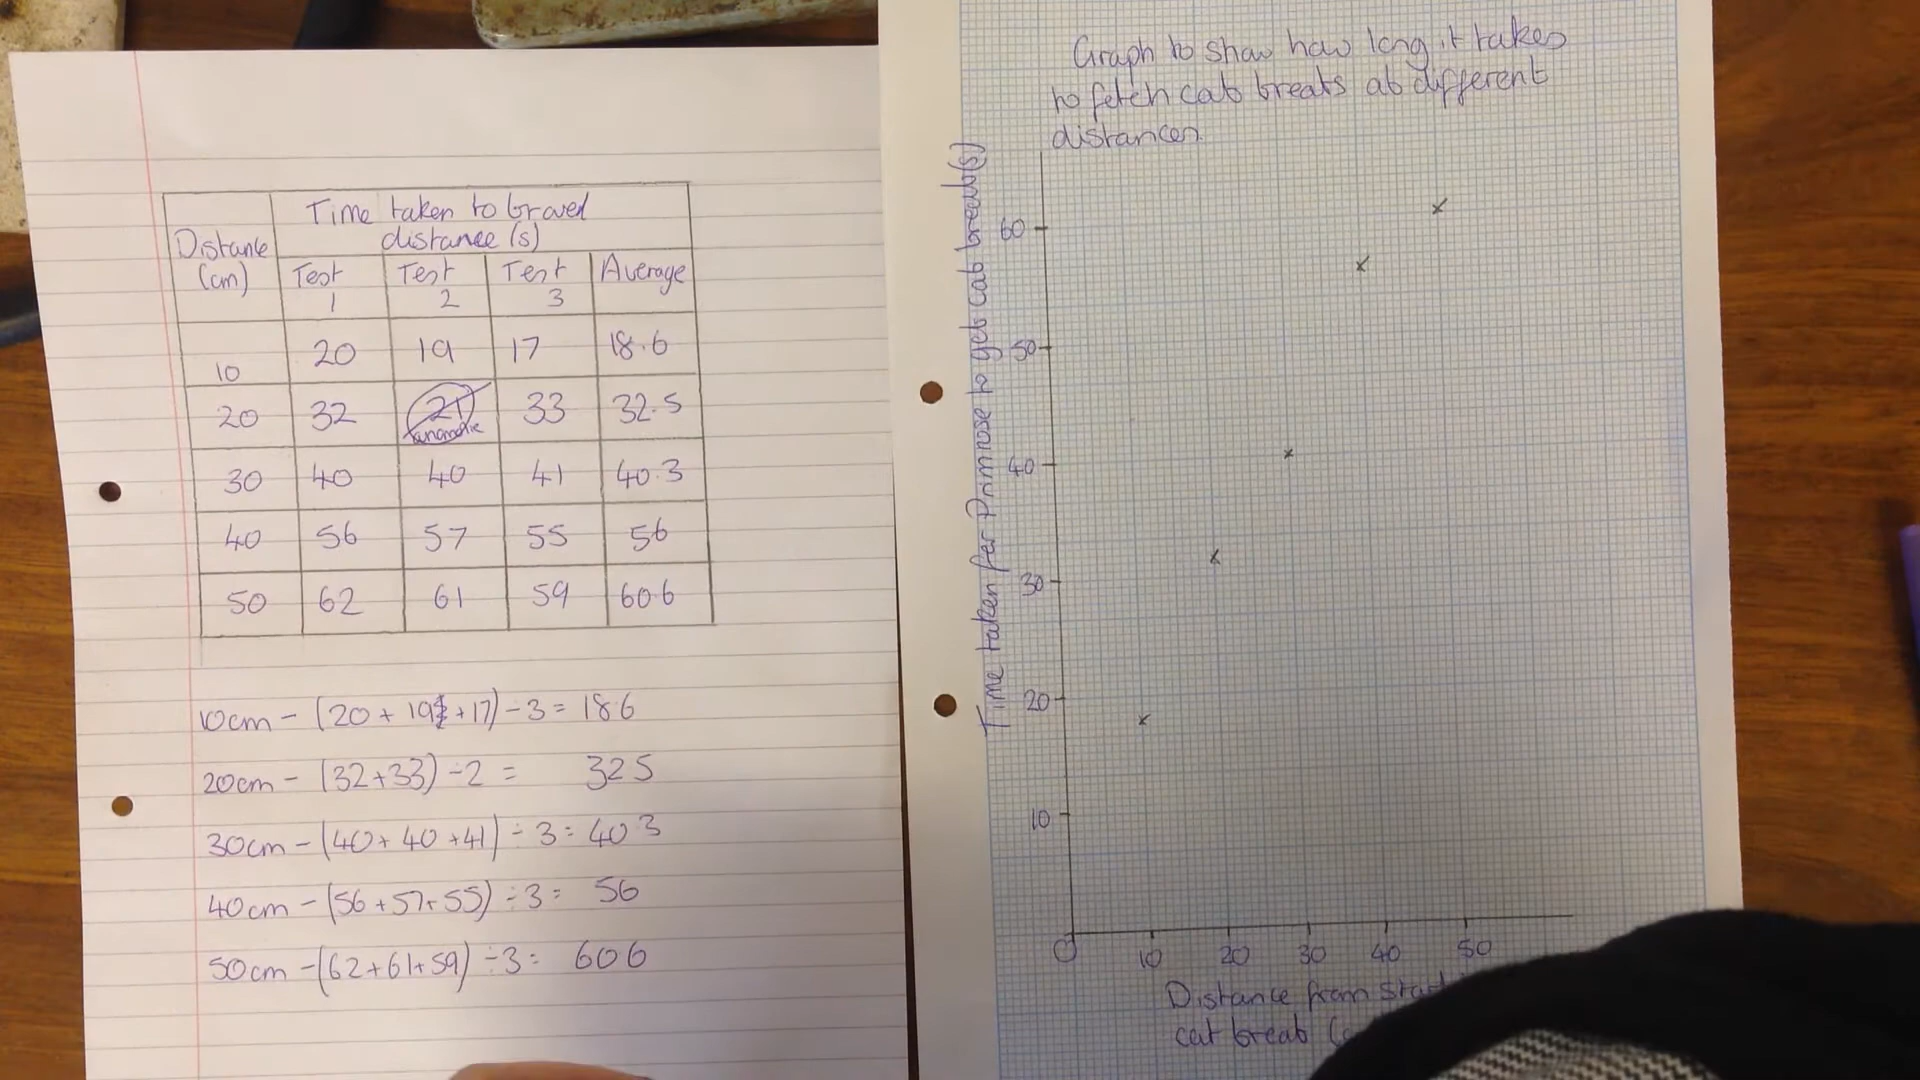 Time taken to travel
distance (s)
Distance
(cm)
Test
1
Test
2
Test
3
Average
10 20 19 17 18.6
20 32 21 33 32.5
anomolie
30 40 40 41 40.3
40 56 57 55 56
50 62 61 59 60.6
10cm - (20 + 19 + 17) ÷ 3 = 18.6
20cm - (32+33) ÷ 2 = 32.5
30cm - (40+ 40 +41) ÷ 3 = 40.3
40cm - (56+57+55) ÷ 3 = 56
50cm - (62+61+59) ÷ 3 = 60.6
Graph to show how long it takes
to fetch cat treats at different
distances.
Time taken for Primrose to get cat treats (s)
60
50
40
30
20
10
0 10 20 30 40 50
Distance from
cat treat